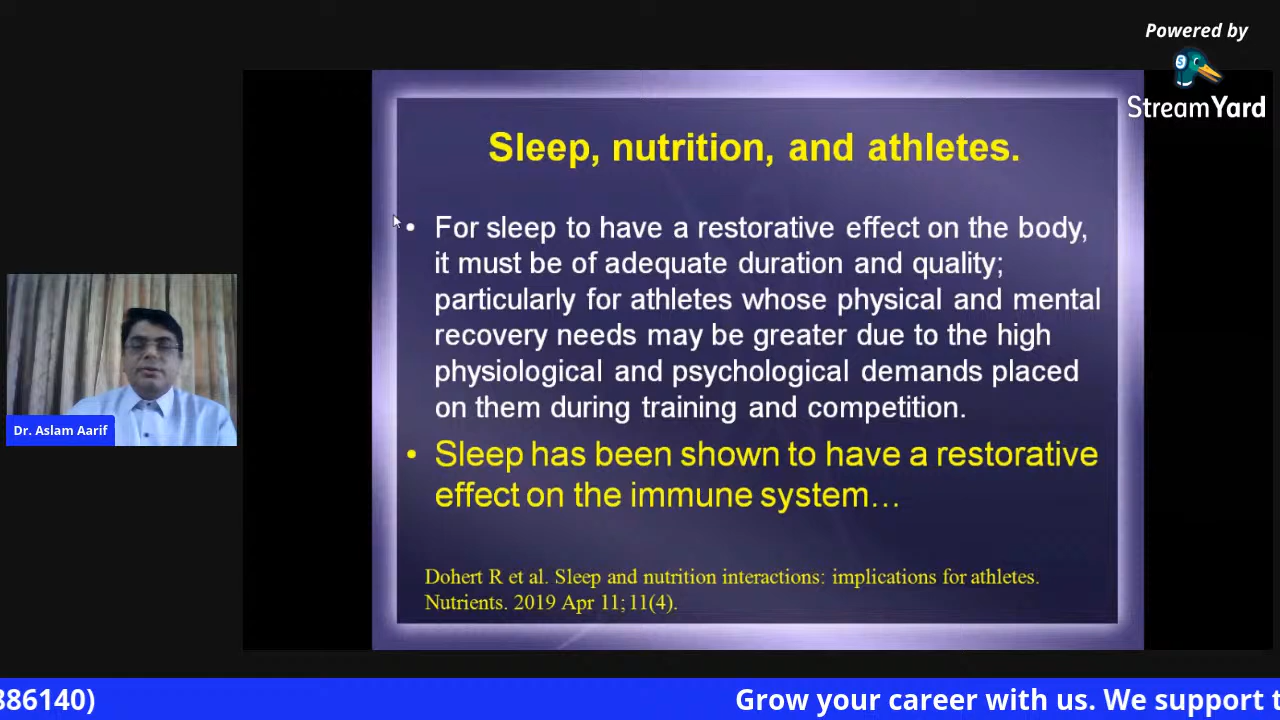 Powered by
StreamYard
Sleep, nutrition, and athletes.
• For sleep to have a restorative effect on the body,
it must be of adequate duration and quality;
particularly for athletes whose physical and mental
recovery needs may be greater due to the high
physiological and psychological demands placed
on them during training and competition.
• Sleep has been shown to have a restorative
effect on the immune system…
Dohert R et al. Sleep and nutrition interactions: implications for athletes.
Nutrients. 2019 Apr 11; 11(4).
Dr. Aslam Aarif
886140) Grow your career with us. We support t